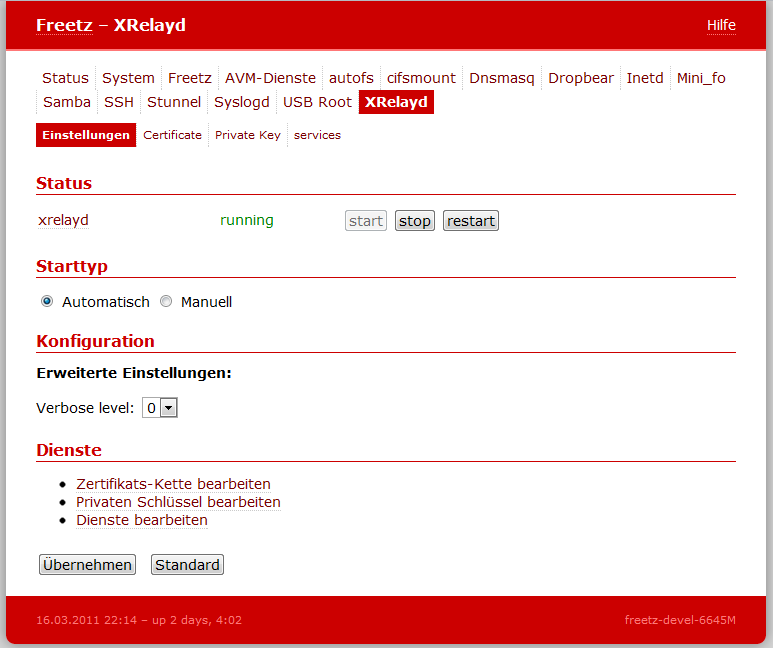 Freetz – XRelayd Hilfe
Status System Freetz AVM-Dienste autofs cifsmount Dnsmasq Dropbear Inetd Mini_fo
Samba SSH Stunnel Syslogd USB Root XRelayd
Einstellungen Certificate Private Key services
Status
xrelayd running start stop restart
Starttyp
Automatisch Manuell
Konfiguration
Erweiterte Einstellungen:
Verbose level: 0
Dienste
Zertifikats-Kette bearbeiten
Privaten Schlüssel bearbeiten
Dienste bearbeiten
Übernehmen Standard
16.03.2011 22:14 – up 2 days, 4:02 freetz-devel-6645M